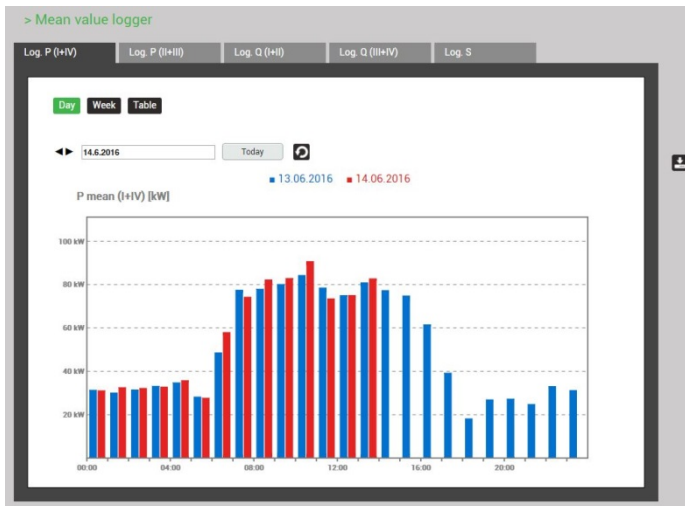 > Mean value logger
Log. P (I+IV) Log. P (II+III) Log. Q (I+II) Log. Q (III+IV) Log. S
Day Week Table
14.6.2016 Today
13.06.2016 14.06.2016
P mean (I+IV) [kW]
100 kW
80 kW
60 kW
40 kW
20 kW
00:00 04:00 08:00 12:00 16:00 20:00